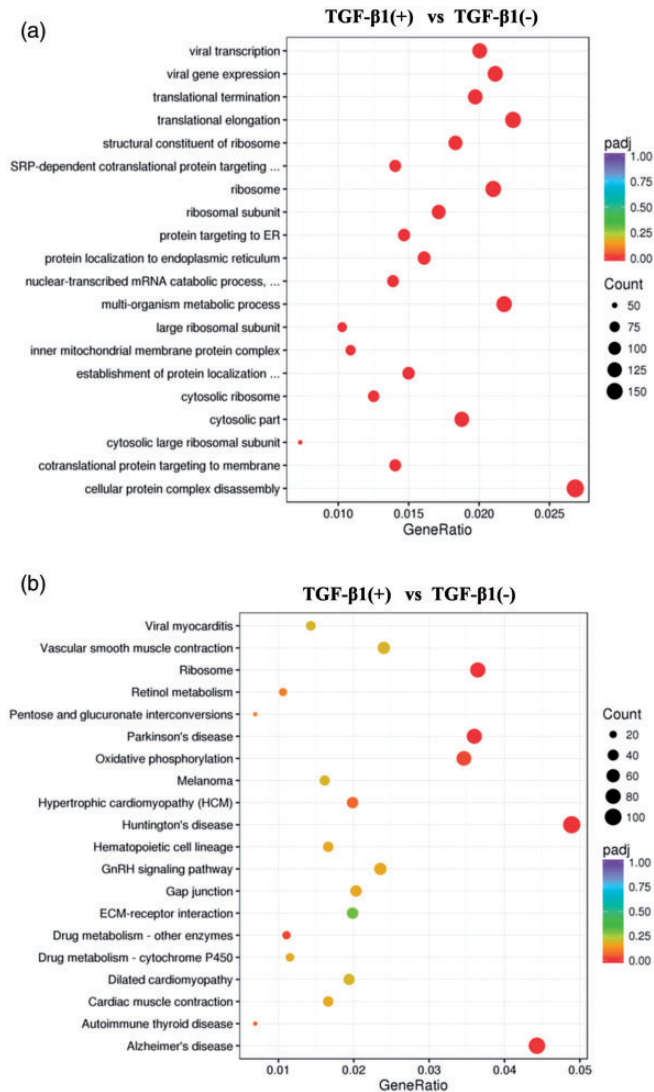 (a)
TGF-β1(+) vs TGF-β1(-)
viral transcription
viral gene expression
translational termination
translational elongation
structural constituent of ribosome
SRP-dependent cotranslational protein targeting ...
ribosome
ribosomal subunit
protein targeting to ER
protein localization to endoplasmic reticulum
nuclear-transcribed mRNA catabolic process, ...
multi-organism metabolic process
large ribosomal subunit
inner mitochondrial membrane protein complex
establishment of protein localization ...
cytosolic ribosome
cytosolic part
cytosolic large ribosomal subunit
cotranslational protein targeting to membrane
cellular protein complex disassembly
0.010 0.015 0.020 0.025
GeneRatio
padj
1.00
0.75
0.50
0.25
0.00
Count
50
75
100
125
150
(b)
TGF-β1(+) vs TGF-β1(-)
Viral myocarditis
Vascular smooth muscle contraction
Ribosome
Retinol metabolism
Pentose and glucuronate interconversions
Parkinson's disease
Oxidative phosphorylation
Melanoma
Hypertrophic cardiomyopathy (HCM)
Huntington's disease
Hematopoietic cell lineage
GnRH signaling pathway
Gap junction
ECM-receptor interaction
Drug metabolism - other enzymes
Drug metabolism - cytochrome P450
Dilated cardiomyopathy
Cardiac muscle contraction
Autoimmune thyroid disease
Alzheimer's disease
0.01 0.02 0.03 0.04 0.05
GeneRatio
Count
20
40
60
80
100
padj
1.00
0.75
0.50
0.25
0.00